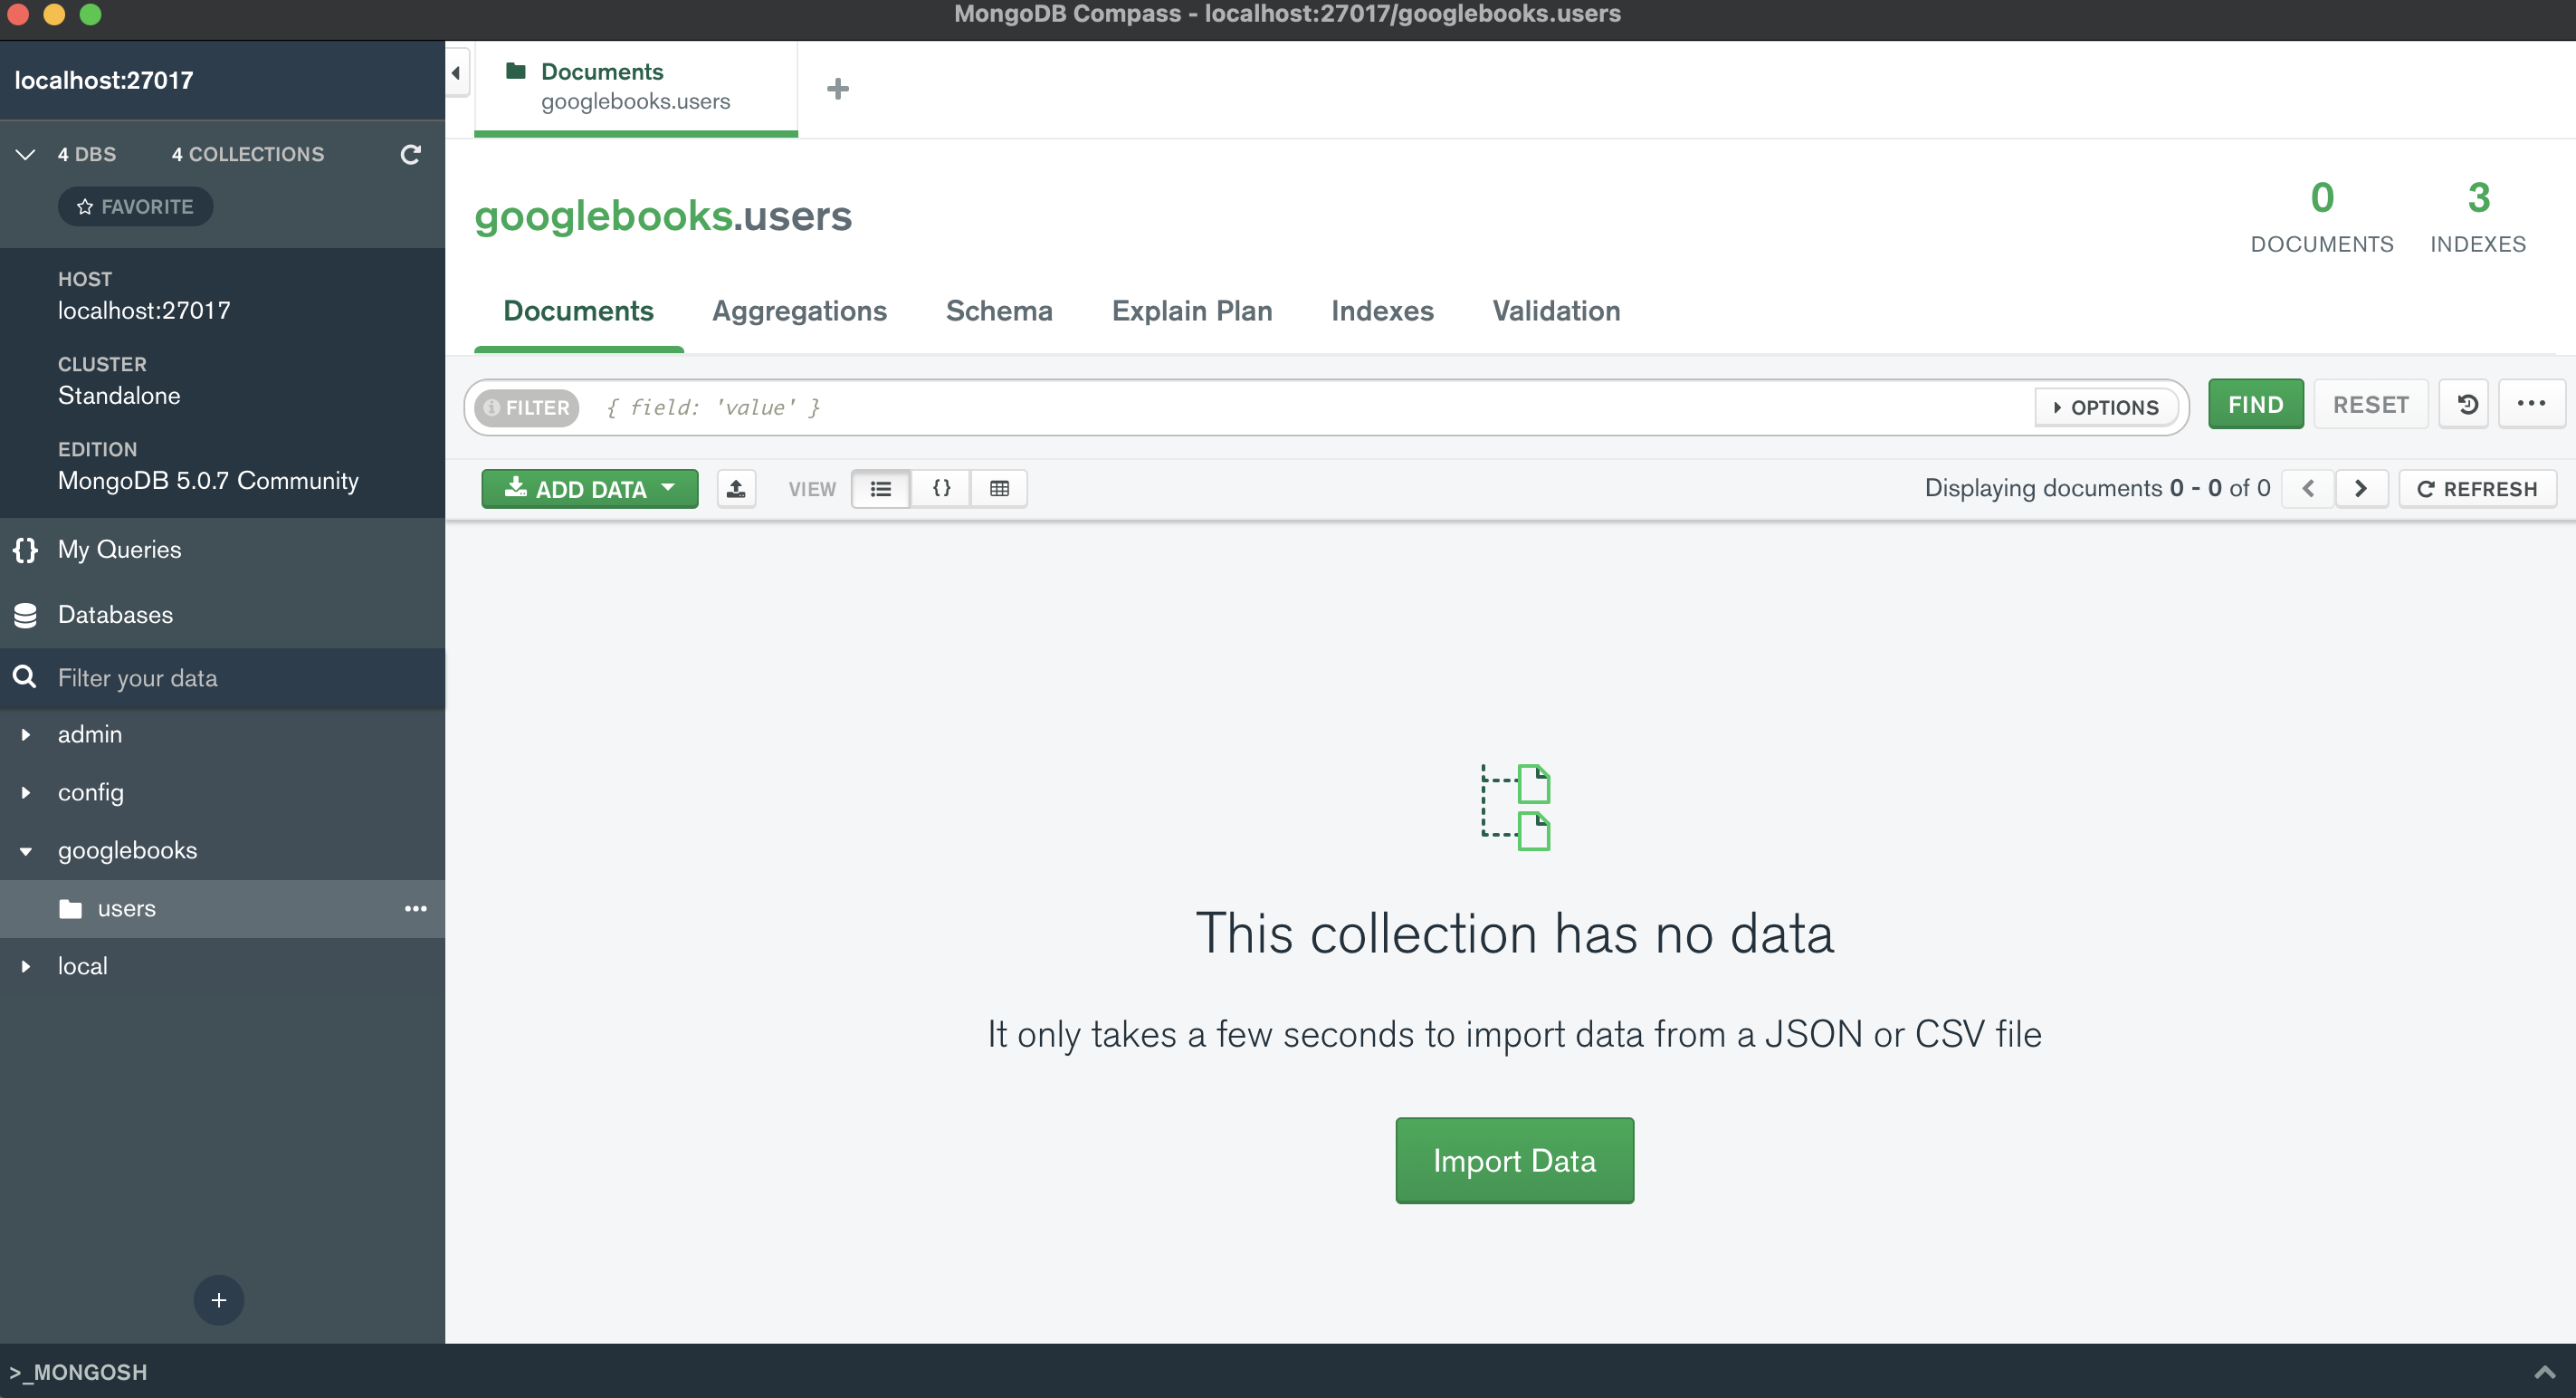 MongoDB Compass - localhost:27017/googlebooks.users
localhost:27017
4 DBS 4 COLLECTIONS
FAVORITE
HOST
localhost:27017
CLUSTER
Standalone
EDITION
MongoDB 5.0.7 Community
{} My Queries
Databases
Filter your data
admin
config
googlebooks
users
local
+
>_MONGOSH
Documents
googlebooks.users
googlebooks.users
0
DOCUMENTS
3
INDEXES
Documents Aggregations Schema Explain Plan Indexes Validation
FILTER { field: 'value' } OPTIONS FIND RESET
ADD DATA VIEW {} Displaying documents 0 - 0 of 0 REFRESH
This collection has no data
It only takes a few seconds to import data from a JSON or CSV file
Import Data